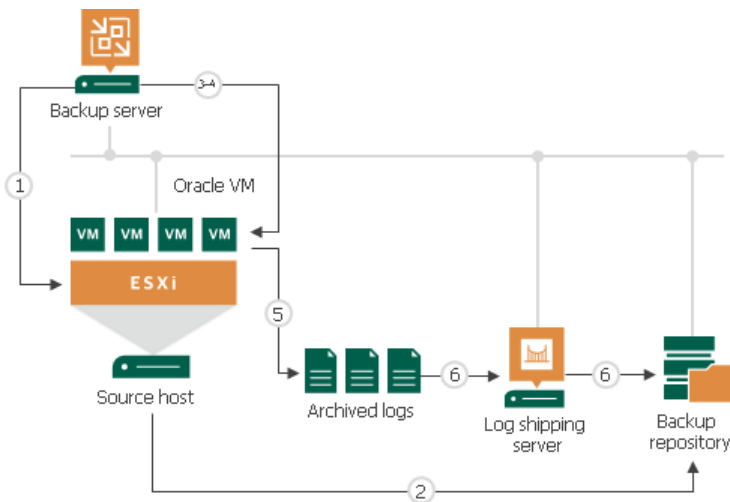 3-4
Backup server
1
Oracle VM
VM VM VM VM
ESXi
5
6
6
Source host
Archived logs
Log shipping
server
Backup
repository
2